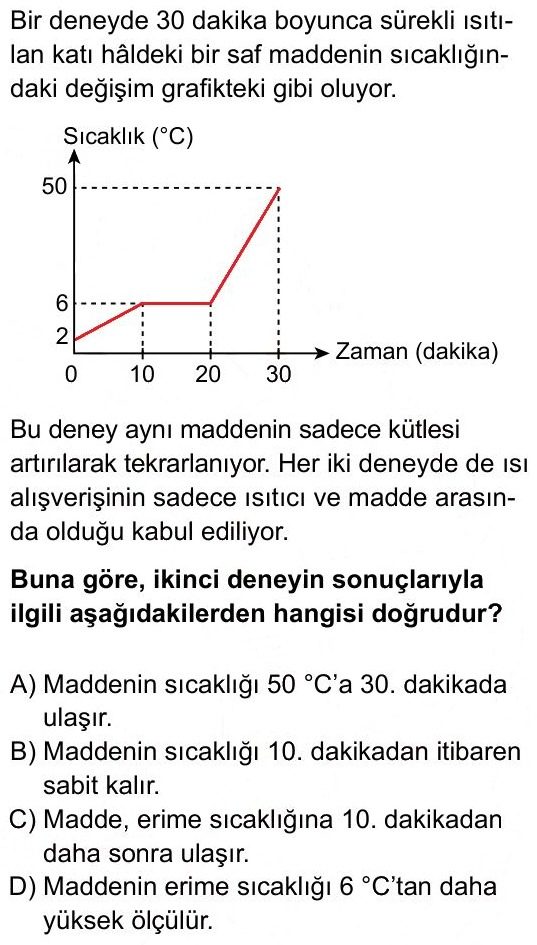 Bir deneyde 30 dakika boyunca sürekli ısıtı-
lan katı hâldeki bir saf maddenin sıcaklığın-
daki değişim grafikteki gibi oluyor.
Sıcaklık (°C)
50
6
2
Zaman (dakika)
0 10 20 30
Bu deney aynı maddenin sadece kütlesi
artırılarak tekrarlanıyor. Her iki deneyde de ısı
alışverişinin sadece ısıtıcı ve madde arasın-
da olduğu kabul ediliyor.
Buna göre, ikinci deneyin sonuçlarıyla
ilgili aşağıdakilerden hangisi doğrudur?
A) Maddenin sıcaklığı 50 °C'a 30. dakikada
ulaşır.
B) Maddenin sıcaklığı 10. dakikadan itibaren
sabit kalır.
C) Madde, erime sıcaklığına 10. dakikadan
daha sonra ulaşır.
D) Maddenin erime sıcaklığı 6 °C'tan daha
yüksek ölçülür.